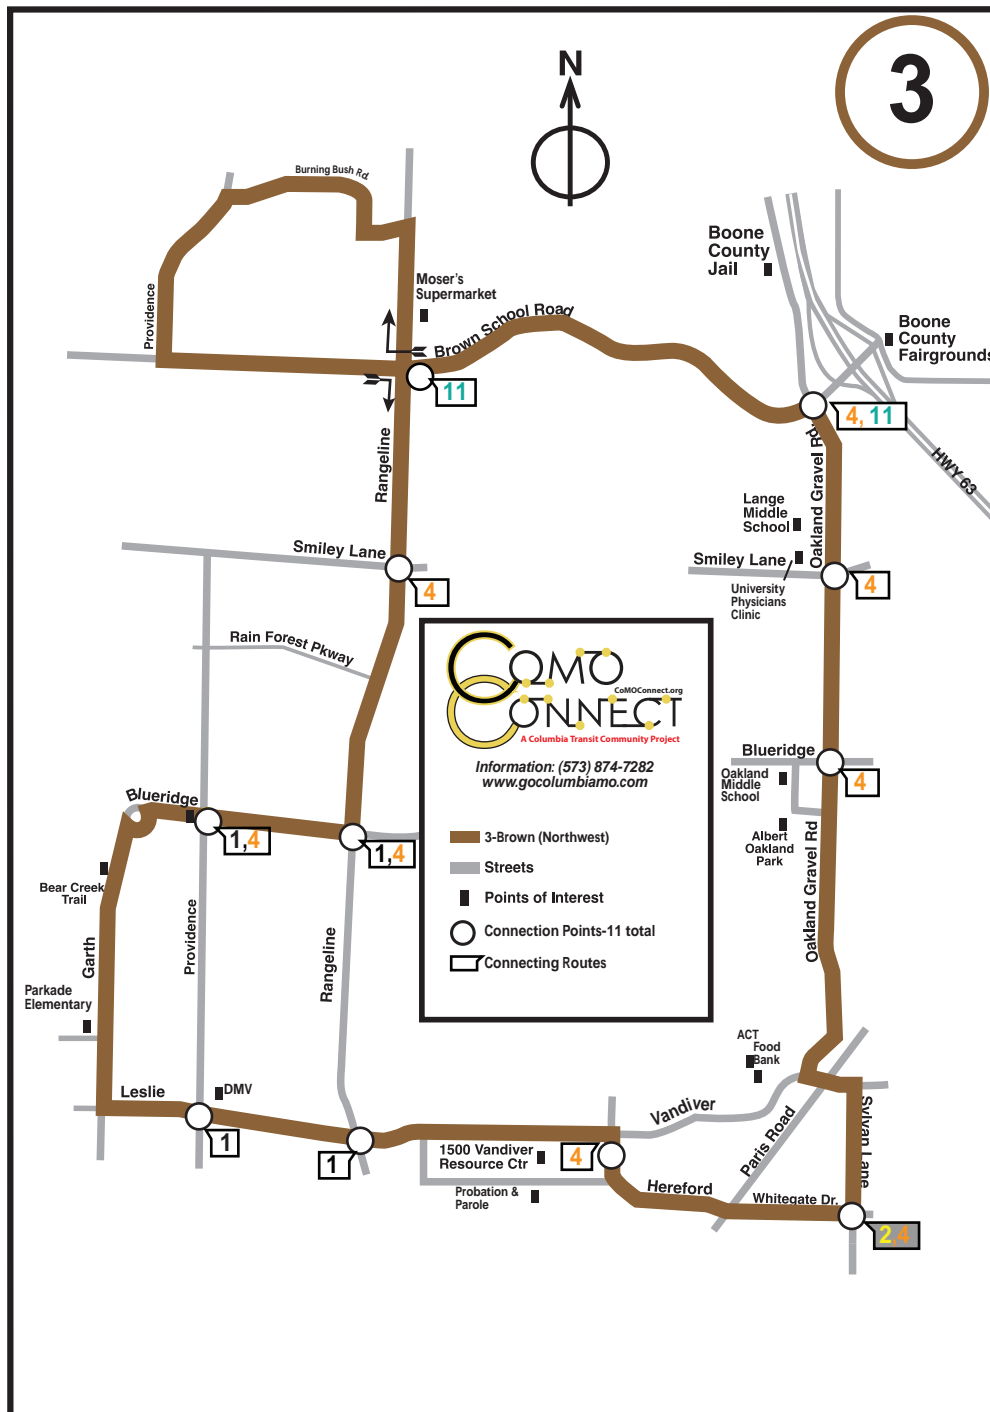 3
N
Burning Bush Rd.
Boone
County
Jail
Providence
Moser's
Supermarket
Brown School Road
Boone
County
Fairgrounds
11
4, 11
Rangeline
Oakland Gravel Rd.
HWY 63
Lange
Middle
School
Smiley Lane
4
Smiley Lane
4
University
Physicians
Clinic
Rain Forest Pkway
COMO
CoMOConnect.org
CONNECT
A Columbia Transit Community Project
Information: (573) 874-7282
www.gocolumbiamo.com
Blueridge
4
Oakland
Middle
School
Albert
Oakland
Park
Blueridge
1,4
1,4
3-Brown (Northwest)
Streets
Points of Interest
Connection Points-11 total
Connecting Routes
Bear Creek
Trail
Garth
Providence
Rangeline
Oakland Gravel Rd
Parkade
Elementary
ACT
Food
Bank
Leslie
DMV
Vandiver
Paris Road
Sylvan Lane
1
1
1500 Vandiver
Resource Ctr
4
Probation &
Parole
Hereford
Whitegate Dr.
2,4